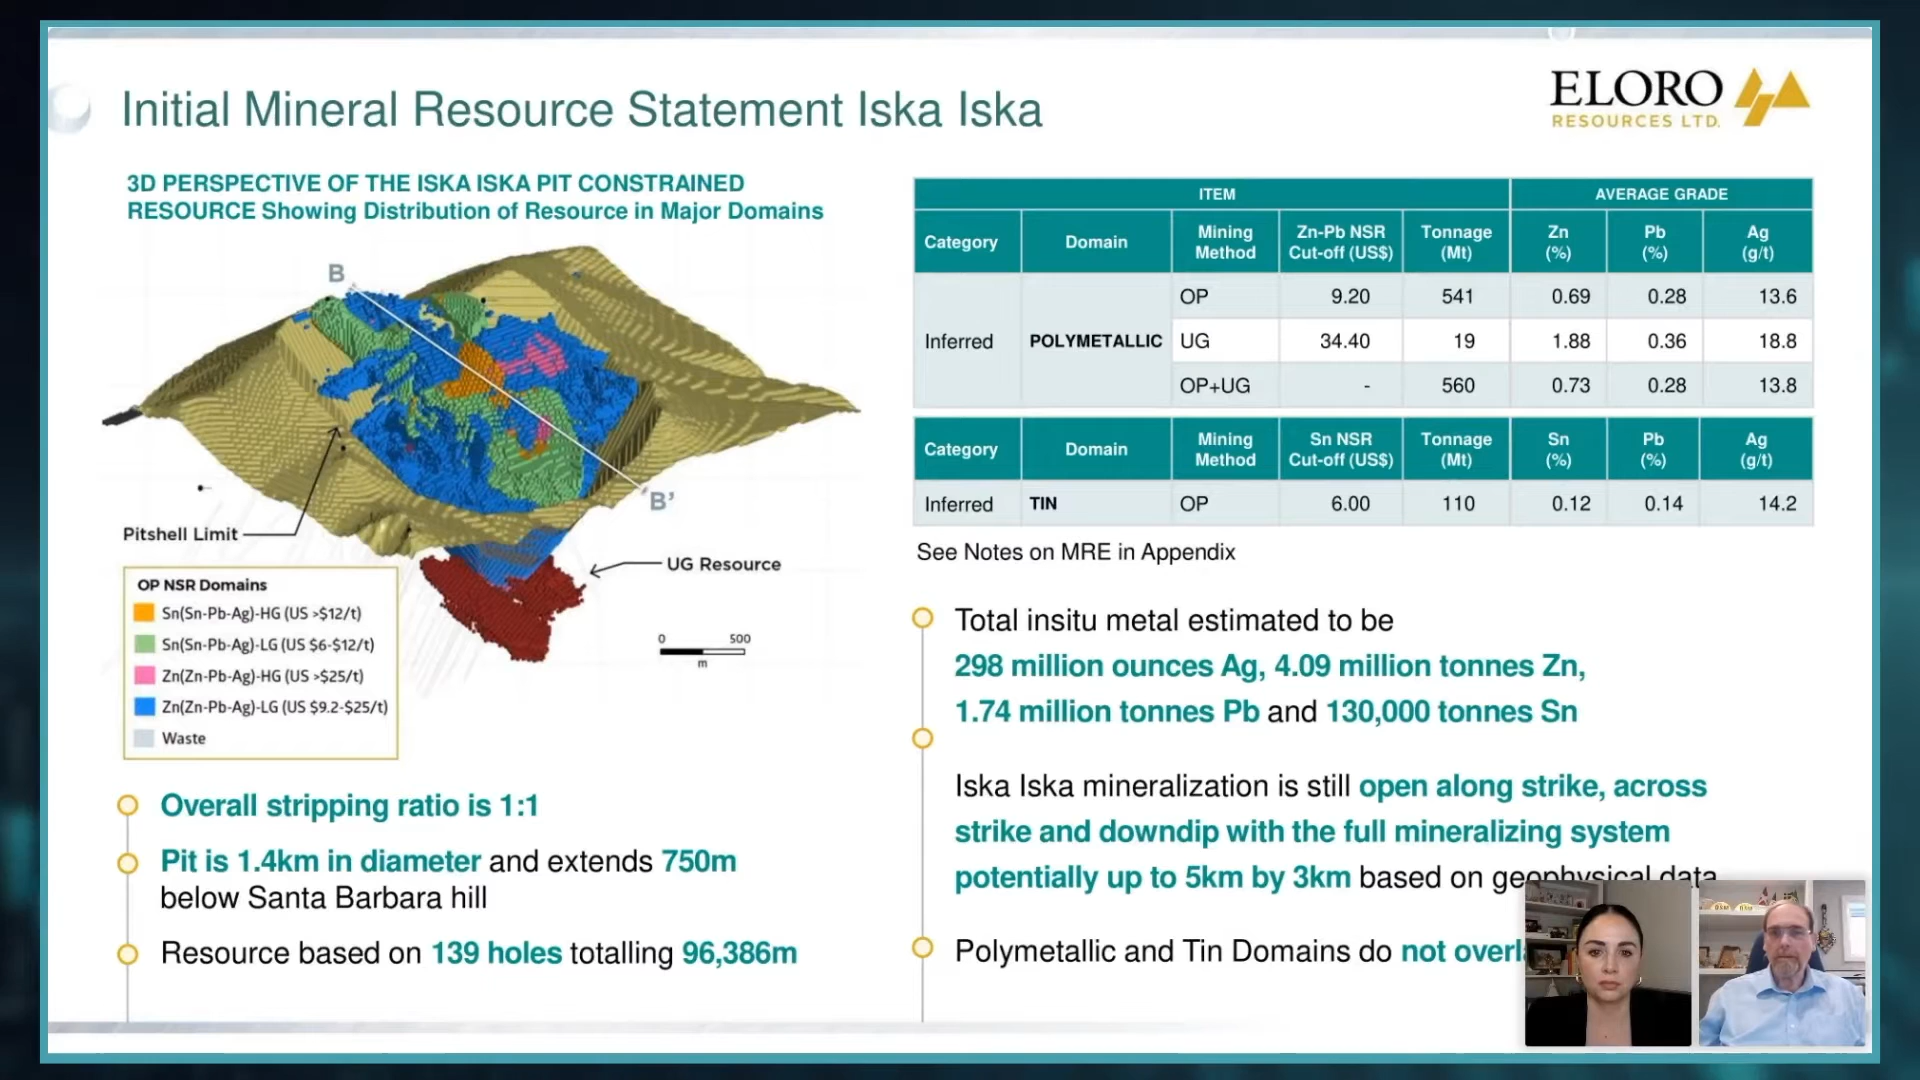 Initial Mineral Resource Statement Iska Iska
ELORO
RESOURCES LTD.
3D PERSPECTIVE OF THE ISKA ISKA PIT CONSTRAINED
RESOURCE Showing Distribution of Resource in Major Domains
B
B'
Pitshell Limit
UG Resource
0 500
m
OP NSR Domains
Sn(Sn-Pb-Ag)-HG (US >$12/t)
Sn(Sn-Pb-Ag)-LG (US $6-$12/t)
Zn(Zn-Pb-Ag)-HG (US >$25/t)
Zn(Zn-Pb-Ag)-LG (US $9.2-$25/t)
Waste
Overall stripping ratio is 1:1
Pit is 1.4km in diameter and extends 750m
below Santa Barbara hill
Resource based on 139 holes totalling 96,386m
ITEM AVERAGE GRADE
Category Domain Mining Method Zn-Pb NSR Cut-off (US$) Tonnage (Mt) Zn (%) Pb (%) Ag (g/t)
OP 9.20 541 0.69 0.28 13.6
Inferred POLYMETALLIC UG 34.40 19 1.88 0.36 18.8
OP+UG - 560 0.73 0.28 13.8
Category Domain Mining Method Sn NSR Cut-off (US$) Tonnage (Mt) Sn (%) Pb (%) Ag (g/t)
Inferred TIN OP 6.00 110 0.12 0.14 14.2
See Notes on MRE in Appendix
Total insitu metal estimated to be
298 million ounces Ag, 4.09 million tonnes Zn,
1.74 million tonnes Pb and 130,000 tonnes Sn
Iska Iska mineralization is still open along strike, across
strike and downdip with the full mineralizing system
potentially up to 5km by 3km based on geophysical data
Polymetallic and Tin Domains do not